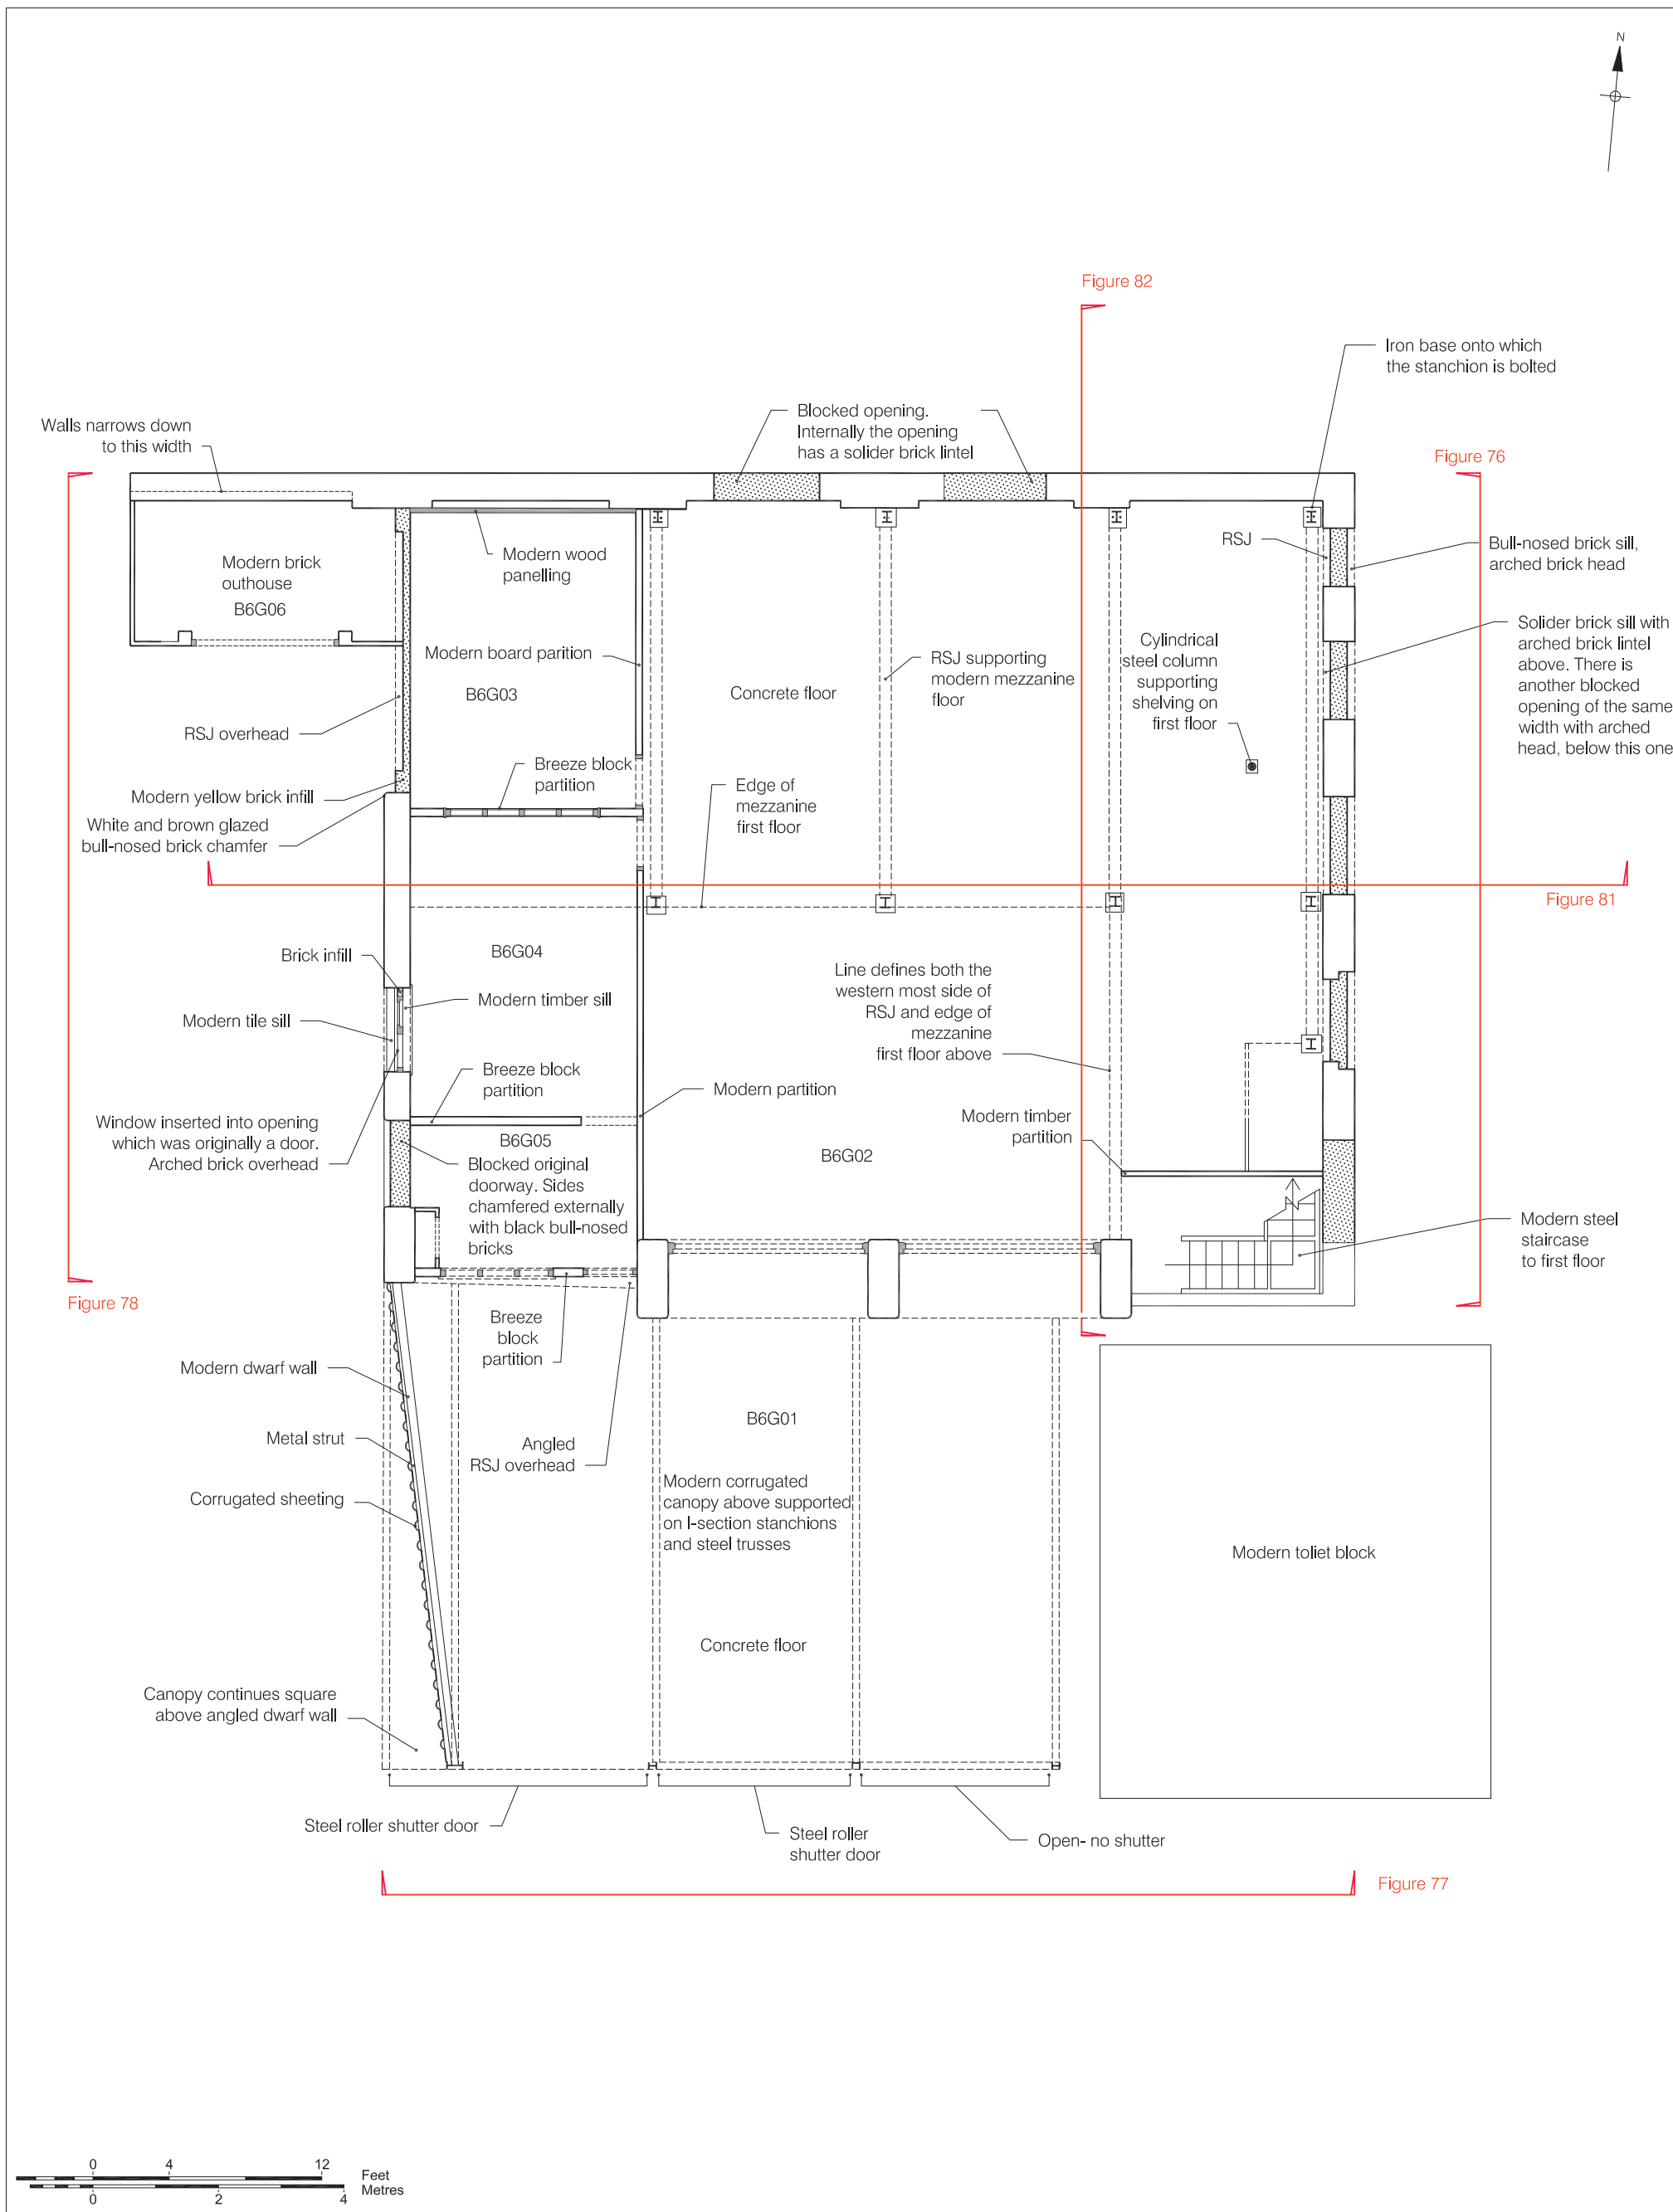 N
Figure 82
Iron base onto which
the stanchion is bolted
Blocked opening.
Internally the opening
has a solider brick lintel
Walls narrows down
to this width
Figure 76
RSJ
Bull-nosed brick sill,
arched brick head
Modern brick
outhouse
B6G06
Modern wood
panelling
Solider brick sill with
arched brick lintel
above. There is
another blocked
opening of the same
width with arched
head, below this one
Cylindrical
steel column
supporting
shelving on
first floor
Modern board parition
B6G03
RSJ supporting
modern mezzanine
floor
Concrete floor
RSJ overhead
Breeze block
partition
Edge of
mezzanine
first floor
Modern yellow brick infill
White and brown glazed
bull-nosed brick chamfer
Figure 81
B6G04
Brick infill
Modern timber sill
Modern tile sill
Line defines both the
western most side of
RSJ and edge of
mezzanine
first floor above
Breeze block
partition
Modern partition
Window inserted into opening
which was originally a door.
Arched brick overhead
Modern timber
partition
B6G05
B6G02
Blocked original
doorway. Sides
chamfered externally
with black bull-nosed
bricks
Modern steel
staircase
to first floor
Figure 78
Breeze
block
partition
Modern dwarf wall
B6G01
Metal strut
Angled
RSJ overhead
Corrugated sheeting
Modern corrugated
canopy above supported
on I-section stanchions
and steel trusses
Modern toliet block
Concrete floor
Canopy continues square
above angled dwarf wall
Steel roller shutter door
Steel roller
shutter door
Open- no shutter
Figure 77
0 4 12
Feet
Metres
0 2 4